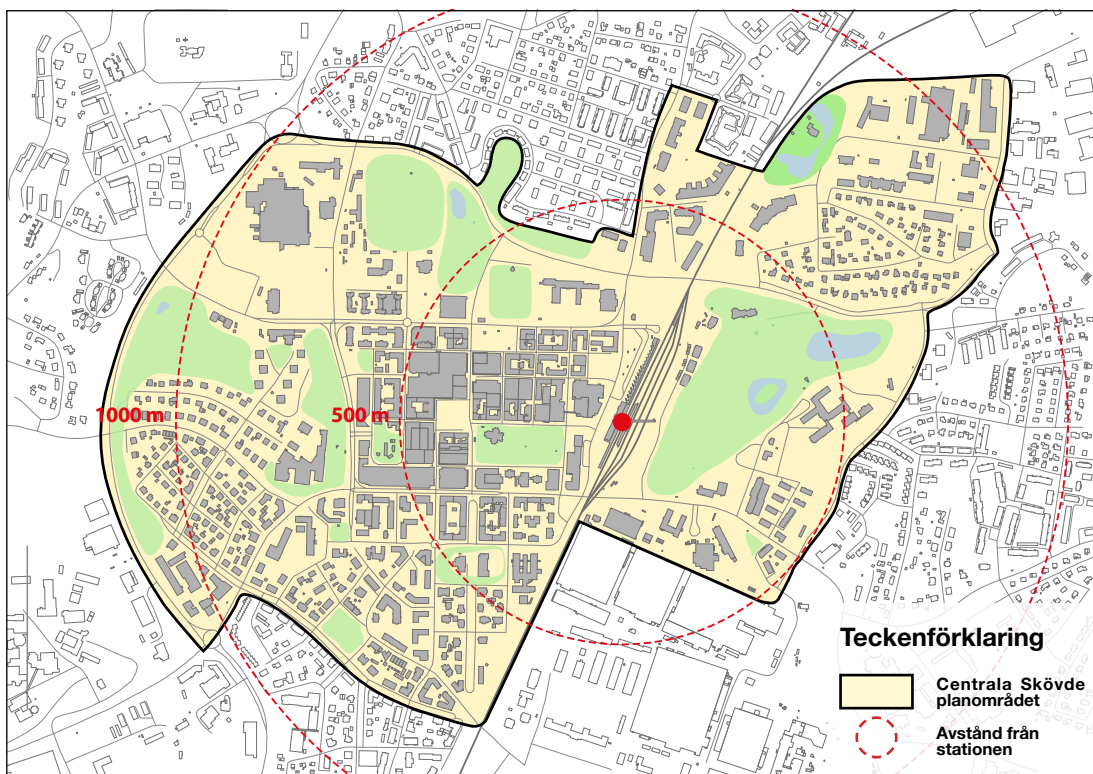 1000 m
500 m
Teckenförklaring
Centrala Skövde
planområdet
Avstånd från
stationen